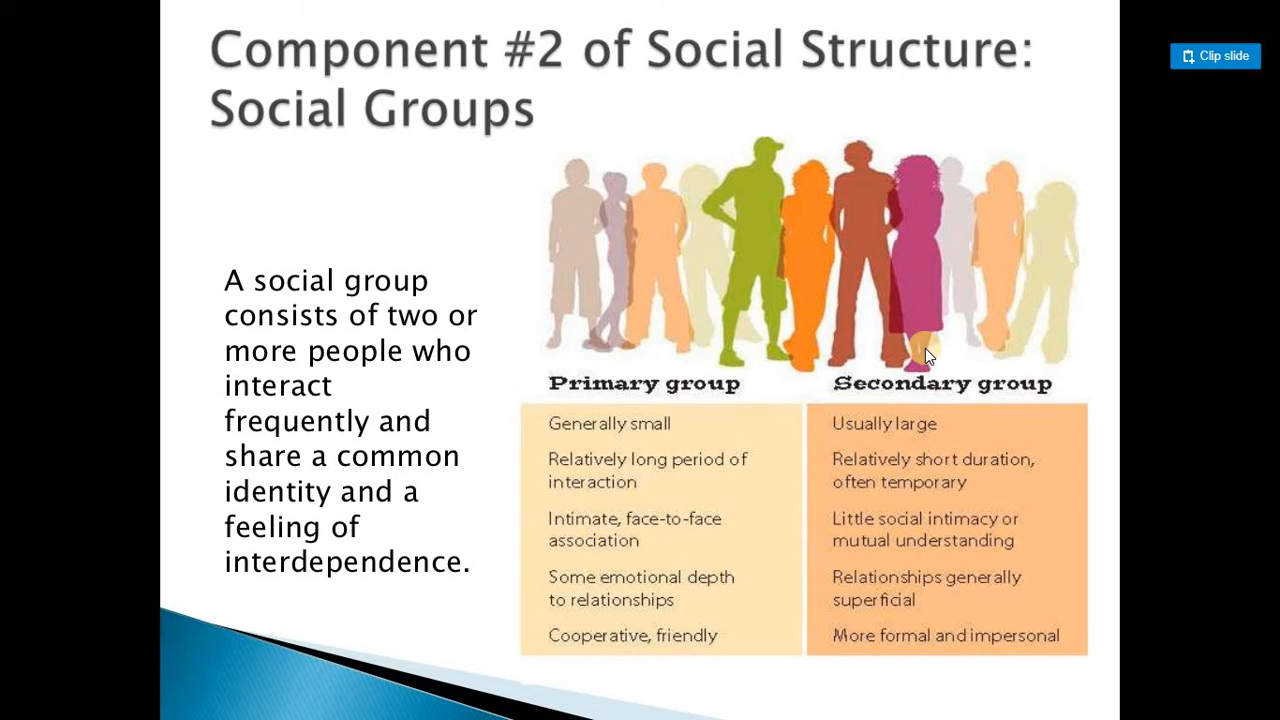 Component #2 of Social Structure:
Social Groups
Clip slide
A social group
consists of two or
more people who
interact
frequently and
share a common
identity and a
feeling of
interdependence.
Primary group
Generally small
Relatively long period of
interaction
Intimate, face-to-face
association
Some emotional depth
to relationships
Cooperative, friendly
Secondary group
Usually large
Relatively short duration,
often temporary
Little social intimacy or
mutual understanding
Relationships generally
superficial
More formal and impersonal